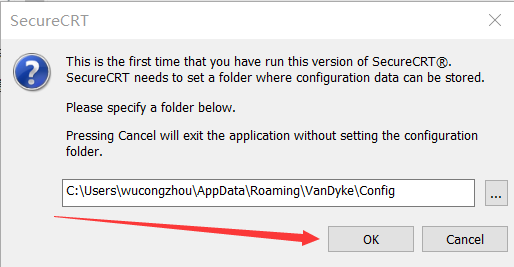 SecureCRT
This is the first time that you have run this version of SecureCRT®.
SecureCRT needs to set a folder where configuration data can be stored.
Please specify a folder below.
Pressing Cancel will exit the application without setting the configuration
folder.
C:\Users\wucongzhou\AppData\Roaming\VanDyke\Config
...
OK
Cancel